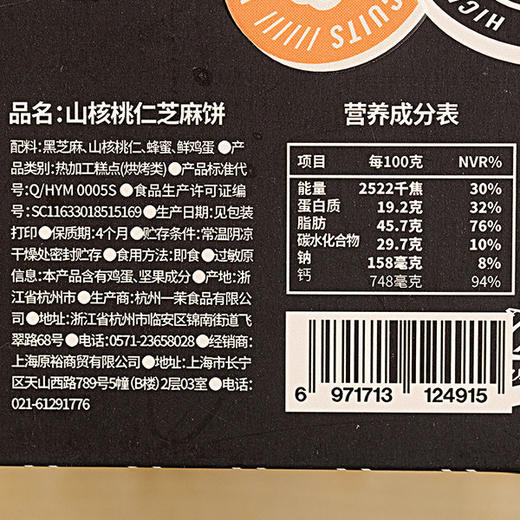 CUITS
HICA
品名:山核桃仁芝麻饼
配料:黑芝麻、山核桃仁、蜂蜜、鲜鸡蛋●产
品类别:热加工糕点(烘烤类)●产品标准代
号:Q/HYM 0005S●食品生产许可证编
号:SC11633018515169●生产日期:见包装
打印●保质期:4个月●贮存条件:常温阴凉
干燥处密封贮存●食用方法:即食●过敏原
信息:本产品含有鸡蛋、坚果成分●产地:浙
江省杭州市●生产商:杭州一茉食品有限公
司●地址:浙江省杭州市临安区锦南街道飞
翠路68号●电话:0571-23658028●经销商:
上海原裕商贸有限公司●地址:上海市长宁
区天山西路789号5幢(B楼)2层03室●电话:
021-61291776
营养成分表
项目 每100克 NVR%
能量 2522千焦 30%
蛋白质 19.2克 32%
脂肪 45.7克 76%
碳水化合物 29.7克 10%
钠 158毫克 8%
钙 748毫克 94%
6 971713 124915